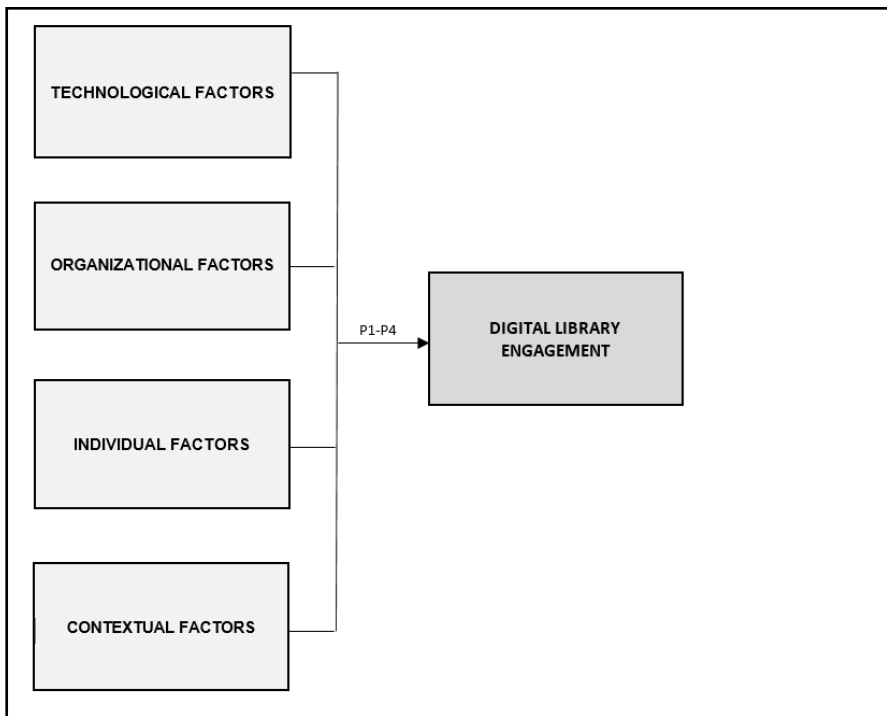 TECHNOLOGICAL FACTORS
ORGANIZATIONAL FACTORS
P1-P4
DIGITAL LIBRARY
ENGAGEMENT
INDIVIDUAL FACTORS
CONTEXTUAL FACTORS